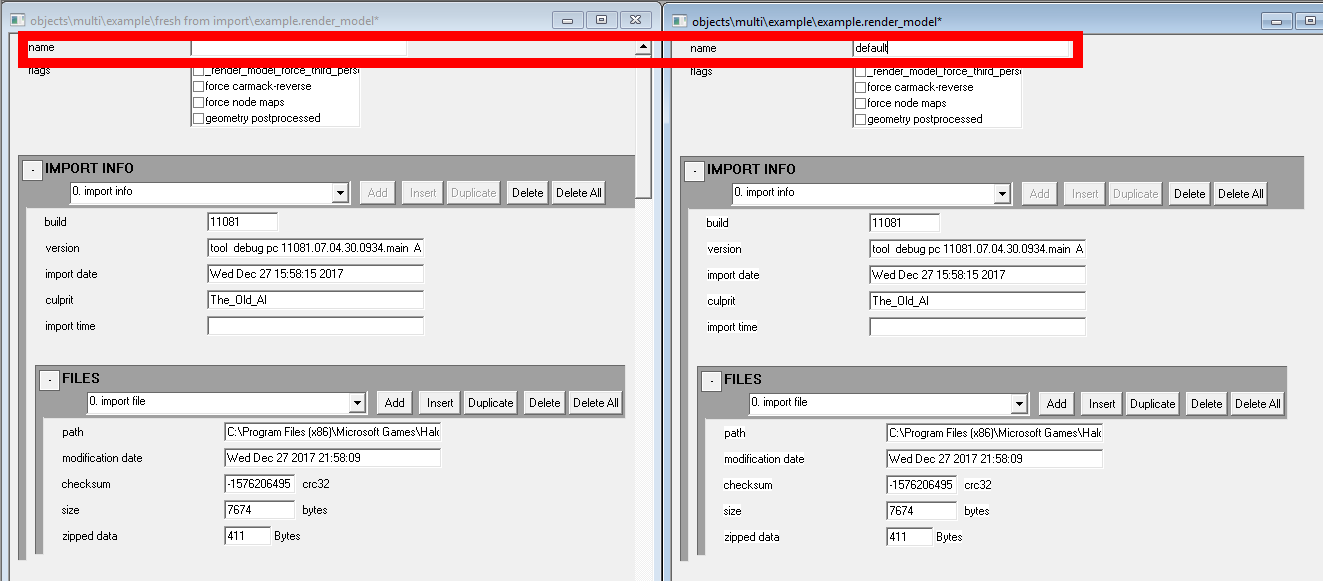 objects\multi\example\fresh from import\example.render_model*
name
flags
_render_model_force_third_pers
force carmack-reverse
force node maps
geometry postprocessed
- IMPORT INFO
0. import info Add Insert Duplicate Delete Delete All
build 11081
version tool debug pc 11081.07.04.30.0934.main A
import date Wed Dec 27 15:58:15 2017
culprit The_Old_Al
import time
- FILES
0. import file Add Insert Duplicate Delete Delete All
path C:\Program Files (x86)\Microsoft Games\Halo
modification date Wed Dec 27 2017 21:58:09
checksum -1576206495 crc32
size 7674 bytes
zipped data 411 Bytes
objects\multi\example\example.render_model*
name default
flags
_render_model_force_third_pers
force carmack-reverse
force node maps
geometry postprocessed
- IMPORT INFO
0. import info Add Insert Duplicate Delete Delete All
build 11081
version tool debug pc 11081.07.04.30.0934.main A
import date Wed Dec 27 15:58:15 2017
culprit The_Old_Al
import time
- FILES
0. import file Add Insert Duplicate Delete Delete All
path C:\Program Files (x86)\Microsoft Games\Halo
modification date Wed Dec 27 2017 21:58:09
checksum -1576206495 crc32
size 7674 bytes
zipped data 411 Bytes